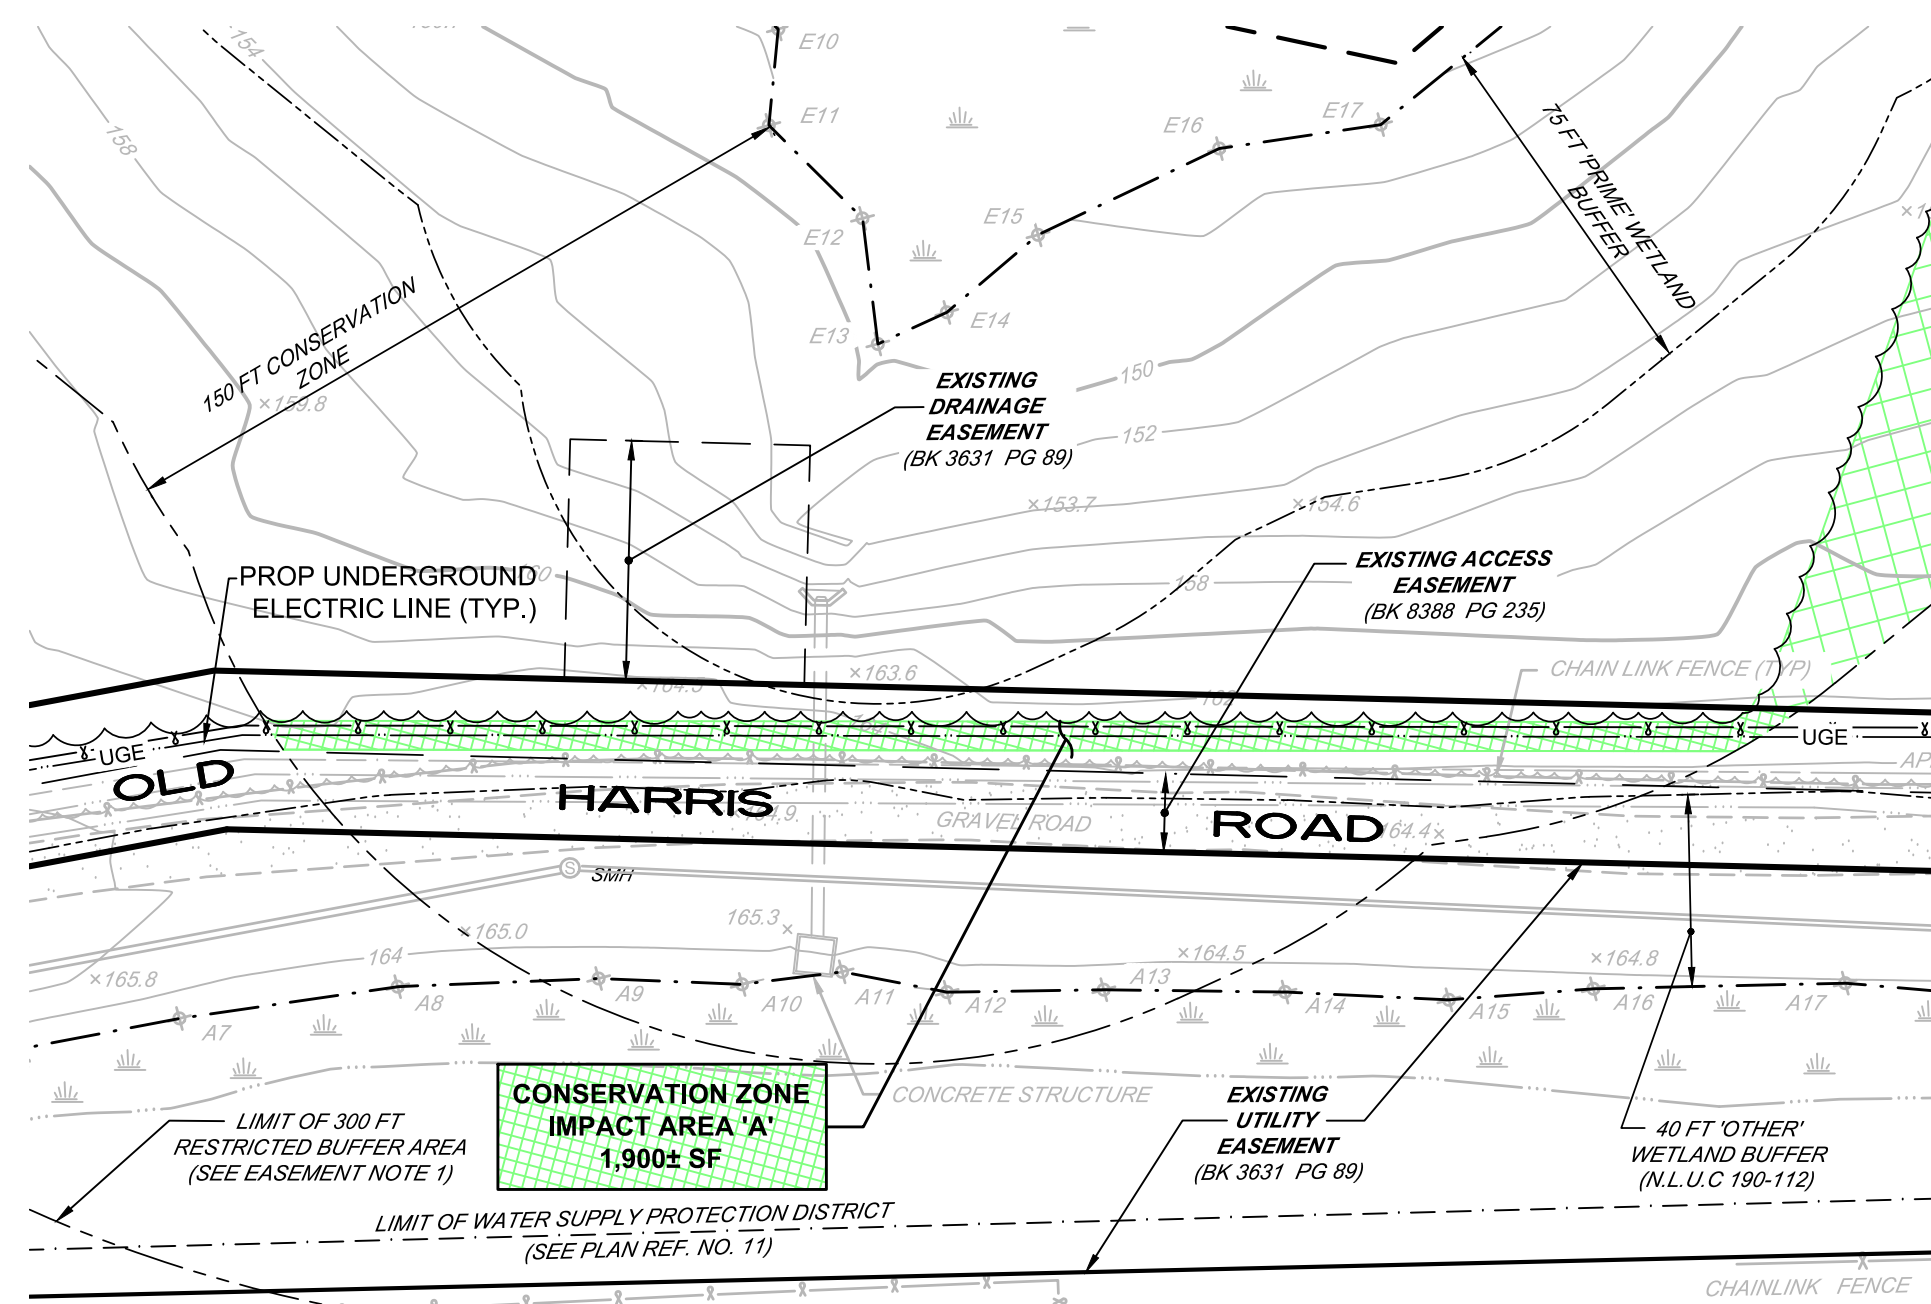 154
E10
E11
158
E17
E16
E15
E12
75 FT 'PRIME' WETLAND
BUFFER
E14
E13
150 FT CONSERVATION
ZONE
×159.8
150
EXISTING
DRAINAGE
EASEMENT
(BK 3631 PG 89)
152
×153.7
×154.6
PROP UNDERGROUND
ELECTRIC LINE (TYP.)
60
158
EXISTING ACCESS
EASEMENT
(BK 8388 PG 235)
×163.6
CHAIN LINK FENCE (TYP)
162
UGE
UGE
OLD
HARRIS
ROAD
GRAVEL ROAD
164.4×
SMH
S
165.3 ×
×165.0
164
×165.8
×164.5
×164.8
A7
A8
A9
A10
A11
A12
A13
A14
A15
A16
A17
CONCRETE STRUCTURE
CONSERVATION ZONE
IMPACT AREA 'A'
1,900± SF
LIMIT OF 300 FT
RESTRICTED BUFFER AREA
(SEE EASEMENT NOTE 1)
EXISTING
UTILITY
EASEMENT
(BK 3631 PG 89)
40 FT 'OTHER'
WETLAND BUFFER
(N.L.U.C 190-112)
LIMIT OF WATER SUPPLY PROTECTION DISTRICT
(SEE PLAN REF. NO. 11)
CHAINLINK FENCE